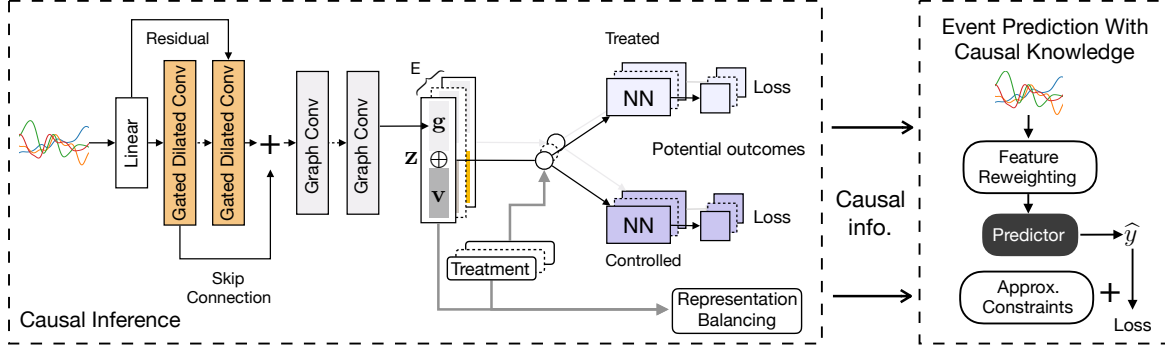 Residual
Linear
Gated Dilated Conv
Gated Dilated Conv
+
Skip
Connection
Graph Conv
Graph Conv
E
g
z
⊕
v
Treatment
Treated
NN
Loss
Potential outcomes
NN
Loss
Controlled
Representation
Balancing
Causal Inference
Causal
info.
Event Prediction With
Causal Knowledge
Feature
Reweighting
Predictor
ŷ
Approx.
Constraints
+
Loss